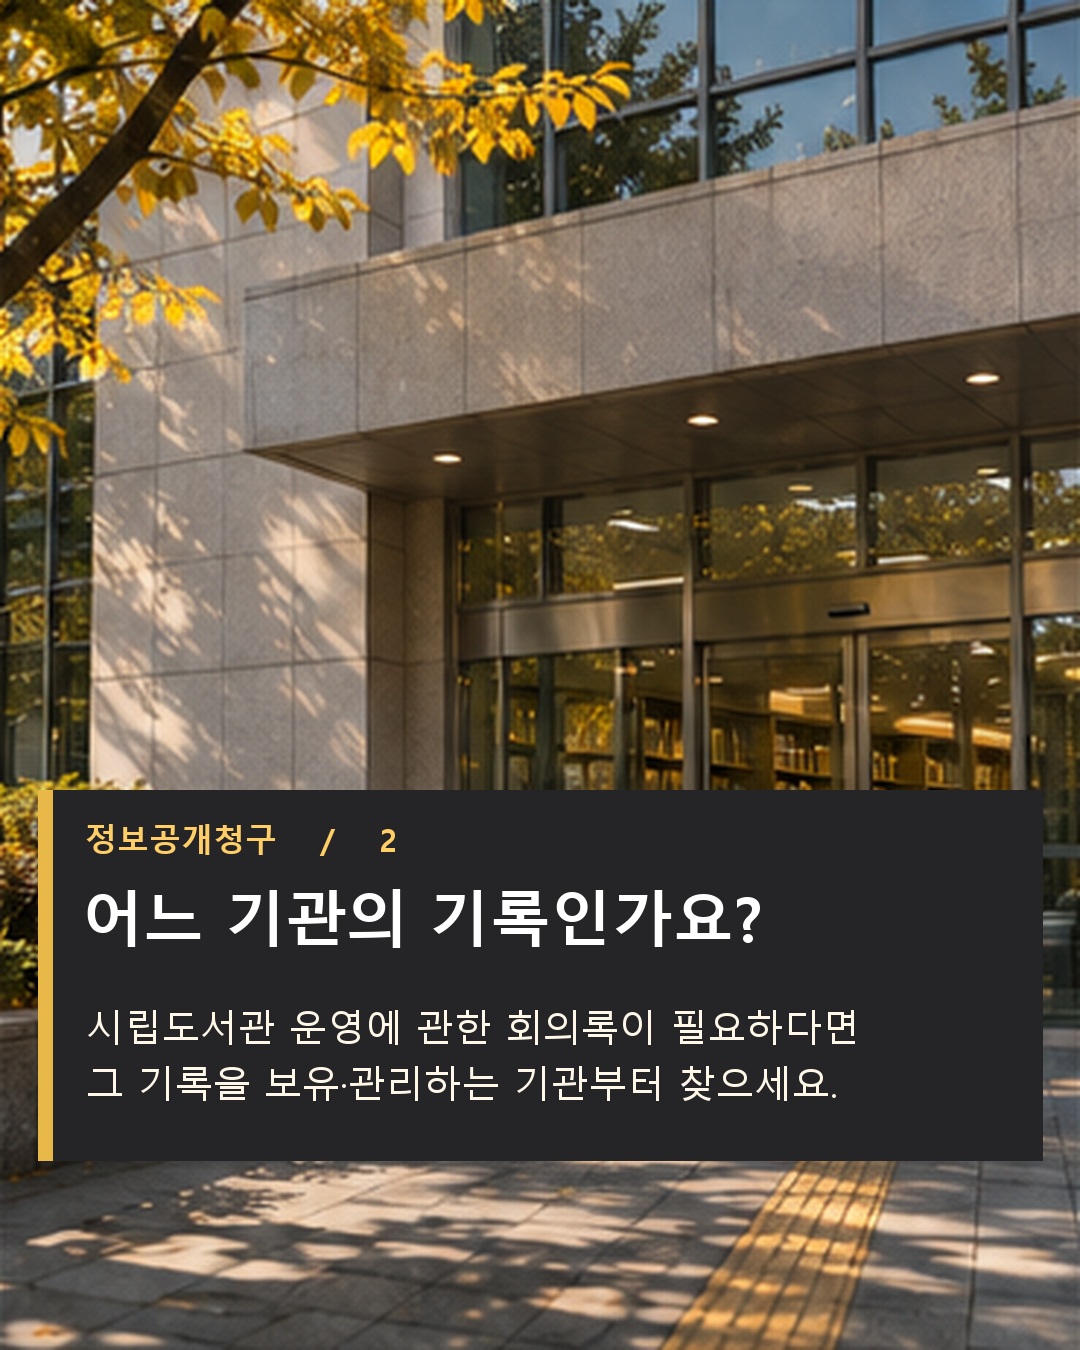 정보공개청구 / 2
어느 기관의 기록인가요?
시립도서관 운영에 관한 회의록이 필요하다면
그 기록을 보유·관리하는 기관부터 찾으세요.